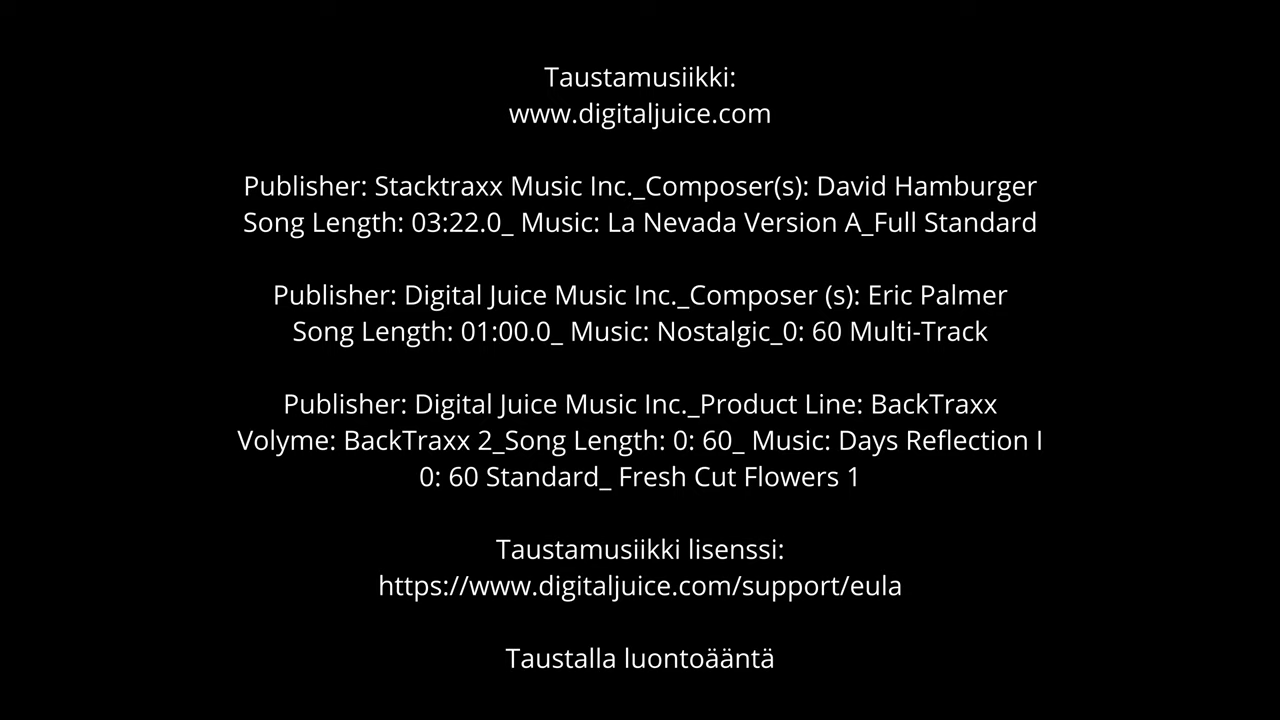 Taustamusiikki:
www.digitaljuice.com
Publisher: Stacktraxx Music Inc._Composer(s): David Hamburger
Song Length: 03:22.0_ Music: La Nevada Version A_Full Standard
Publisher: Digital Juice Music Inc._Composer (s): Eric Palmer
Song Length: 01:00.0_ Music: Nostalgic_0: 60 Multi-Track
Publisher: Digital Juice Music Inc._Product Line: BackTraxx
Volyme: BackTraxx 2_Song Length: 0: 60_ Music: Days Reflection I
0: 60 Standard_ Fresh Cut Flowers 1
Taustamusiikki lisenssi:
https://www.digitaljuice.com/support/eula
Taustalla luontoääntä